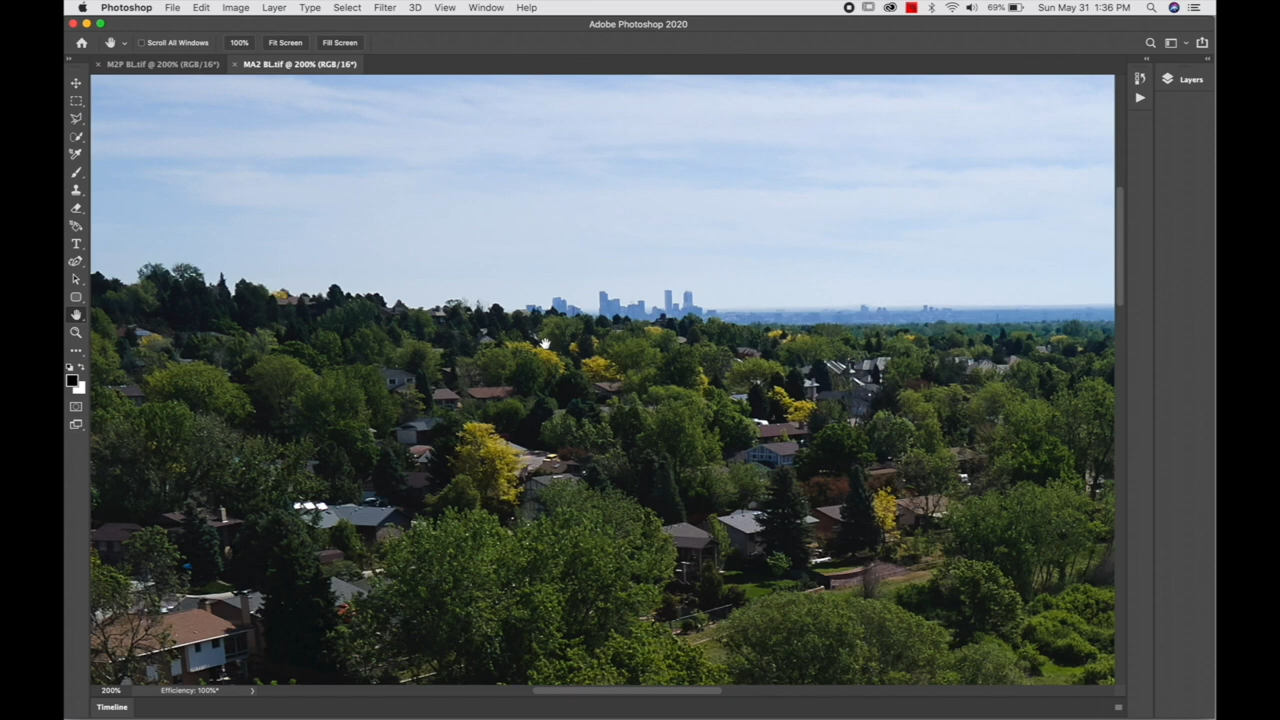 Photoshop File Edit Image Layer Type Select Filter 3D View Window Help 69% Sun May 31 1:36 PM
Adobe Photoshop 2020
Scroll All Windows 100% Fit Screen Fill Screen
× M2P BL.tif @ 200% (RGB/16*) × MA2 BL.tif @ 200% (RGB/16*)
Layers
200% Efficiency: 100%*
Timeline